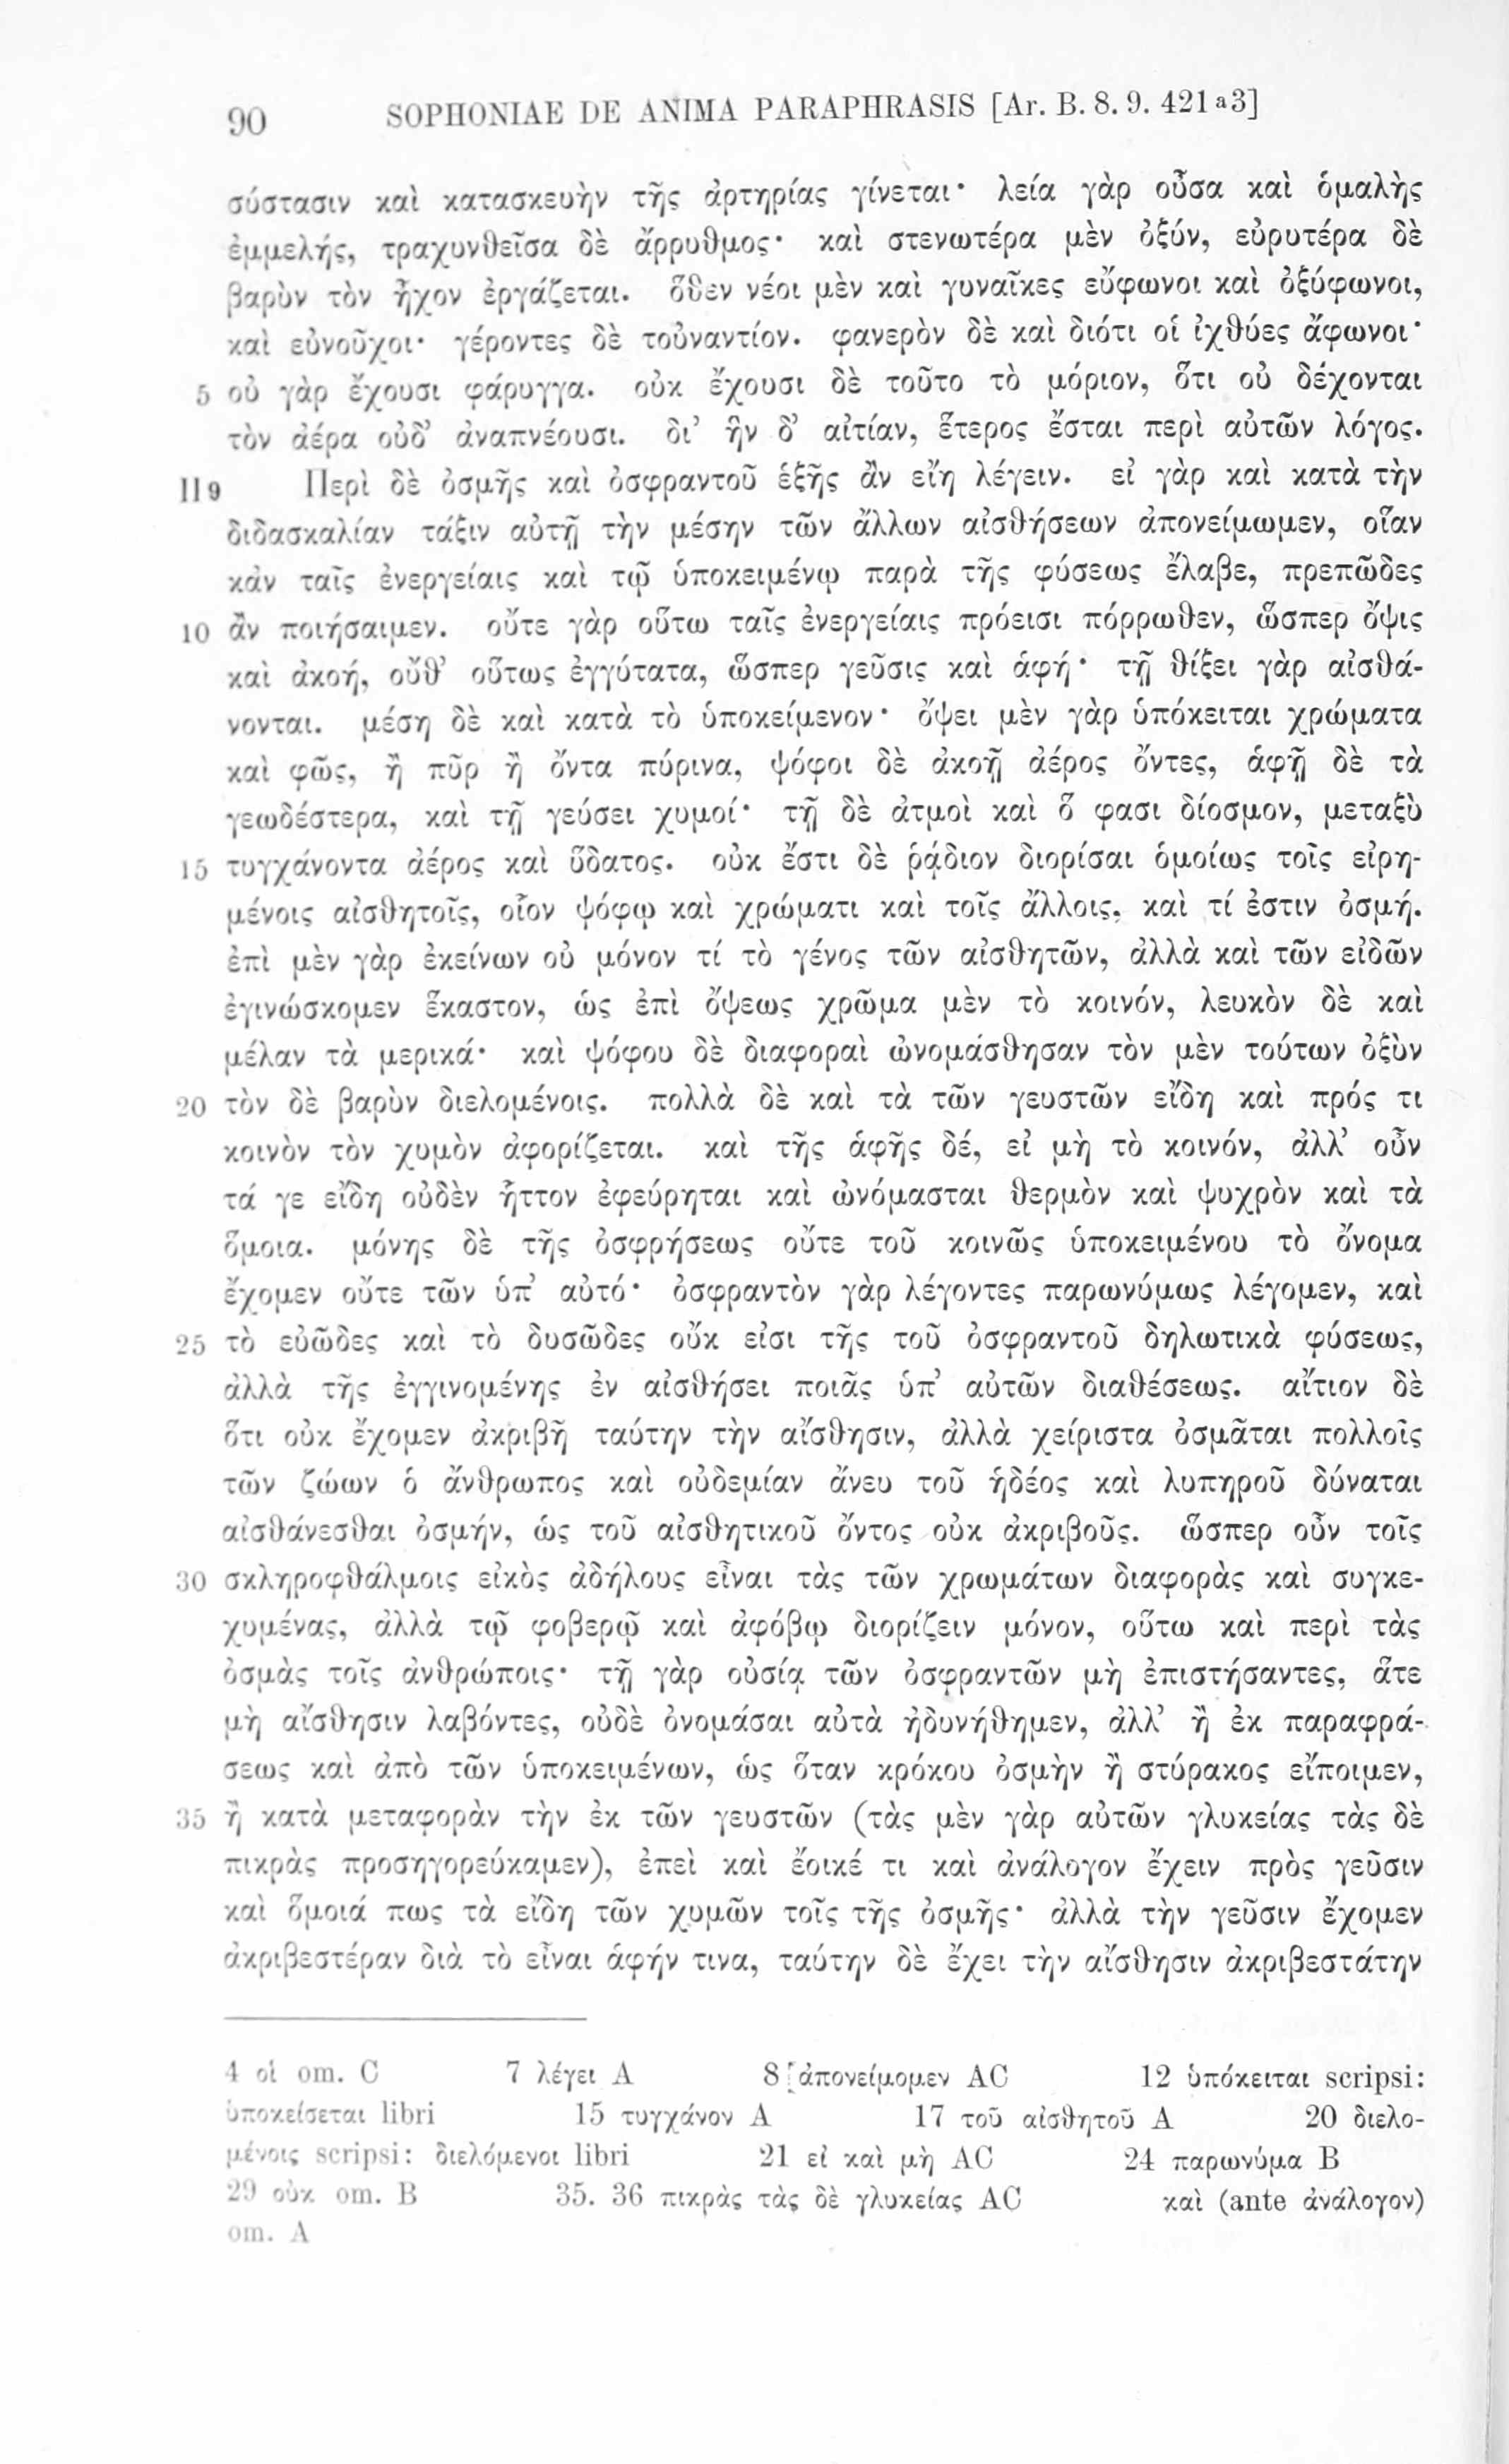 90 SOPHONIAE DE ANIMA PARAPHRASIS [Ar. B. 8. 9. 421 a 3]
σύστασιν καὶ κατασκευὴν τῆς ἀρτηρίας γίνεται· λεία γὰρ οὖσα καὶ ὁμαλὴς
ἐμμελής, τραχυνθεῖσα δὲ ἄρρυθμος· καὶ στενωτέρα μὲν ὀξύν, εὐρυτέρα δὲ
βαρὺν τὸν ἦχον ἐργάζεται. ὅθεν νέοι μὲν καὶ γυναῖκες εὔφωνοι καὶ ὀξύφωνοι,
καὶ εὐνοῦχοι· γέροντες δὲ τοὐναντίον. φανερὸν δὲ καὶ διότι οἱ ἰχθύες ἄφωνοι·
5 οὐ γὰρ ἔχουσι φάρυγγα. οὐκ ἔχουσι δὲ τοῦτο τὸ μόριον, ὅτι οὐ δέχονται
τὸν ἀέρα οὐδ’ ἀναπνέουσι. δι’ ἣν δ’ αἰτίαν, ἕτερος ἔσται περὶ αὐτῶν λόγος.
II 9 Περὶ δὲ ὀσμῆς καὶ ὀσφραντοῦ ἑξῆς ἂν εἴη λέγειν. εἰ γὰρ καὶ κατὰ τὴν
διδασκαλίαν τάξιν αὐτῇ τὴν μέσην τῶν ἄλλων αἰσθήσεων ἀπονείμωμεν, οἵαν
κἀν ταῖς ἐνεργείαις καὶ τῷ ὑποκειμένῳ παρὰ τῆς φύσεως ἔλαβε, πρεπῶδες
10 ἂν ποιήσαιμεν. οὔτε γὰρ οὕτω ταῖς ἐνεργείαις πρόεισι πόρρωθεν, ὥσπερ ὄψις
καὶ ἀκοή, οὔθ’ οὕτως ἐγγύτατα, ὥσπερ γεῦσις καὶ ἁφή· τῇ θίξει γὰρ αἰσθά-
νονται. μέση δὲ καὶ κατὰ τὸ ὑποκείμενον· ὄψει μὲν γὰρ ὑπόκειται χρώματα
καὶ φῶς, ἢ πῦρ ἢ ὄντα πύρινα, ψόφοι δὲ ἀκοῇ ἀέρος ὄντες, ἁφῇ δὲ τὰ
γεωδέστερα, καὶ τῇ γεύσει χυμοί· τῇ δὲ ἀτμοὶ καὶ ὅ φασι δίοσμον, μεταξὺ
15 τυγχάνοντα ἀέρος καὶ ὕδατος. οὐκ ἔστι δὲ ῥᾴδιον διορίσαι ὁμοίως τοῖς εἰρη-
μένοις αἰσθητοῖς, οἷον ψόφῳ καὶ χρώματι καὶ τοῖς ἄλλοις, καὶ τί ἐστιν ὀσμή.
ἐπὶ μὲν γὰρ ἐκείνων οὐ μόνον τί τὸ γένος τῶν αἰσθητῶν, ἀλλὰ καὶ τῶν εἰδῶν
ἐγινώσκομεν ἕκαστον, ὡς ἐπὶ ὄψεως χρῶμα μὲν τὸ κοινόν, λευκὸν δὲ καὶ
μέλαν τὰ μερικά· καὶ ψόφου δὲ διαφοραὶ ὠνομάσθησαν τὸν μὲν τούτων ὀξὺν
20 τὸν δὲ βαρὺν διελομένοις. πολλὰ δὲ καὶ τὰ τῶν γευστῶν εἴδη καὶ πρός τι
κοινὸν τὸν χυμὸν ἀφορίζεται. καὶ τῆς ἁφῆς δέ, εἰ μὴ τὸ κοινόν, ἀλλ’ οὖν
τά γε εἴδη οὐδὲν ἧττον ἐφεύρηται καὶ ὠνόμασται θερμὸν καὶ ψυχρὸν καὶ τὰ
ὅμοια. μόνης δὲ τῆς ὀσφρήσεως οὔτε τοῦ κοινῶς ὑποκειμένου τὸ ὄνομα
ἔχομεν οὔτε τῶν ὑπ’ αὐτό· ὀσφραντὸν γὰρ λέγοντες παρωνύμως λέγομεν, καὶ
25 τὸ εὐῶδες καὶ τὸ δυσῶδες οὔκ εἰσι τῆς τοῦ ὀσφραντοῦ δηλωτικὰ φύσεως,
ἀλλὰ τῆς ἐγγινομένης ἐν αἰσθήσει ποιᾶς ὑπ’ αὐτῶν διαθέσεως. αἴτιον δὲ
ὅτι οὐκ ἔχομεν ἀκριβῆ ταύτην τὴν αἴσθησιν, ἀλλὰ χείριστα ὀσμᾶται πολλοῖς
τῶν ζώων ὁ ἄνθρωπος καὶ οὐδεμίαν ἄνευ τοῦ ἡδέος καὶ λυπηροῦ δύναται
αἰσθάνεσθαι ὀσμήν, ὡς τοῦ αἰσθητικοῦ ὄντος οὐκ ἀκριβοῦς. ὥσπερ οὖν τοῖς
30 σκληροφθάλμοις εἰκὸς ἀδήλους εἶναι τὰς τῶν χρωμάτων διαφορὰς καὶ συγκε-
χυμένας, ἀλλὰ τῷ φοβερῷ καὶ ἀφόβῳ διορίζειν μόνον, οὕτω καὶ περὶ τὰς
ὀσμὰς τοῖς ἀνθρώποις· τῇ γὰρ οὐσίᾳ τῶν ὀσφραντῶν μὴ ἐπιστήσαντες, ἅτε
μὴ αἴσθησιν λαβόντες, οὐδὲ ὀνομάσαι αὐτὰ ἠδυνήθημεν, ἀλλ’ ἢ ἐκ παραφρά-
σεως καὶ ἀπὸ τῶν ὑποκειμένων, ὡς ὅταν κρόκου ὀσμὴν ἢ στύρακος εἴποιμεν,
35 ἢ κατὰ μεταφορὰν τὴν ἐκ τῶν γευστῶν (τὰς μὲν γὰρ αὐτῶν γλυκείας τὰς δὲ
πικρὰς προσηγορεύκαμεν), ἐπεὶ καὶ ἔοικέ τι καὶ ἀνάλογον ἔχειν πρὸς γεῦσιν
καὶ ὅμοιά πως τὰ εἴδη τῶν χυμῶν τοῖς τῆς ὀσμῆς· ἀλλὰ τὴν γεῦσιν ἔχομεν
ἀκριβεστέραν διὰ τὸ εἶναι ἁφήν τινα, ταύτην δὲ ἔχει τὴν αἴσθησιν ἀκριβεστάτην
4 οἱ om. C 7 λέγει A 8 ἀπονείμομεν AC 12 ὑπόκειται scripsi:
ὑποκείσεται libri 15 τυγχάνον A 17 τοῦ αἰσθητοῦ A 20 διελο-
μένοις scripsi: διελόμενοι libri 21 εἰ καὶ μὴ AC 24 παρωνύμα B
29 οὐκ om. B 35. 36 πικρὰς τὰς δὲ γλυκείας AC καὶ (ante ἀνάλογον)
om. A